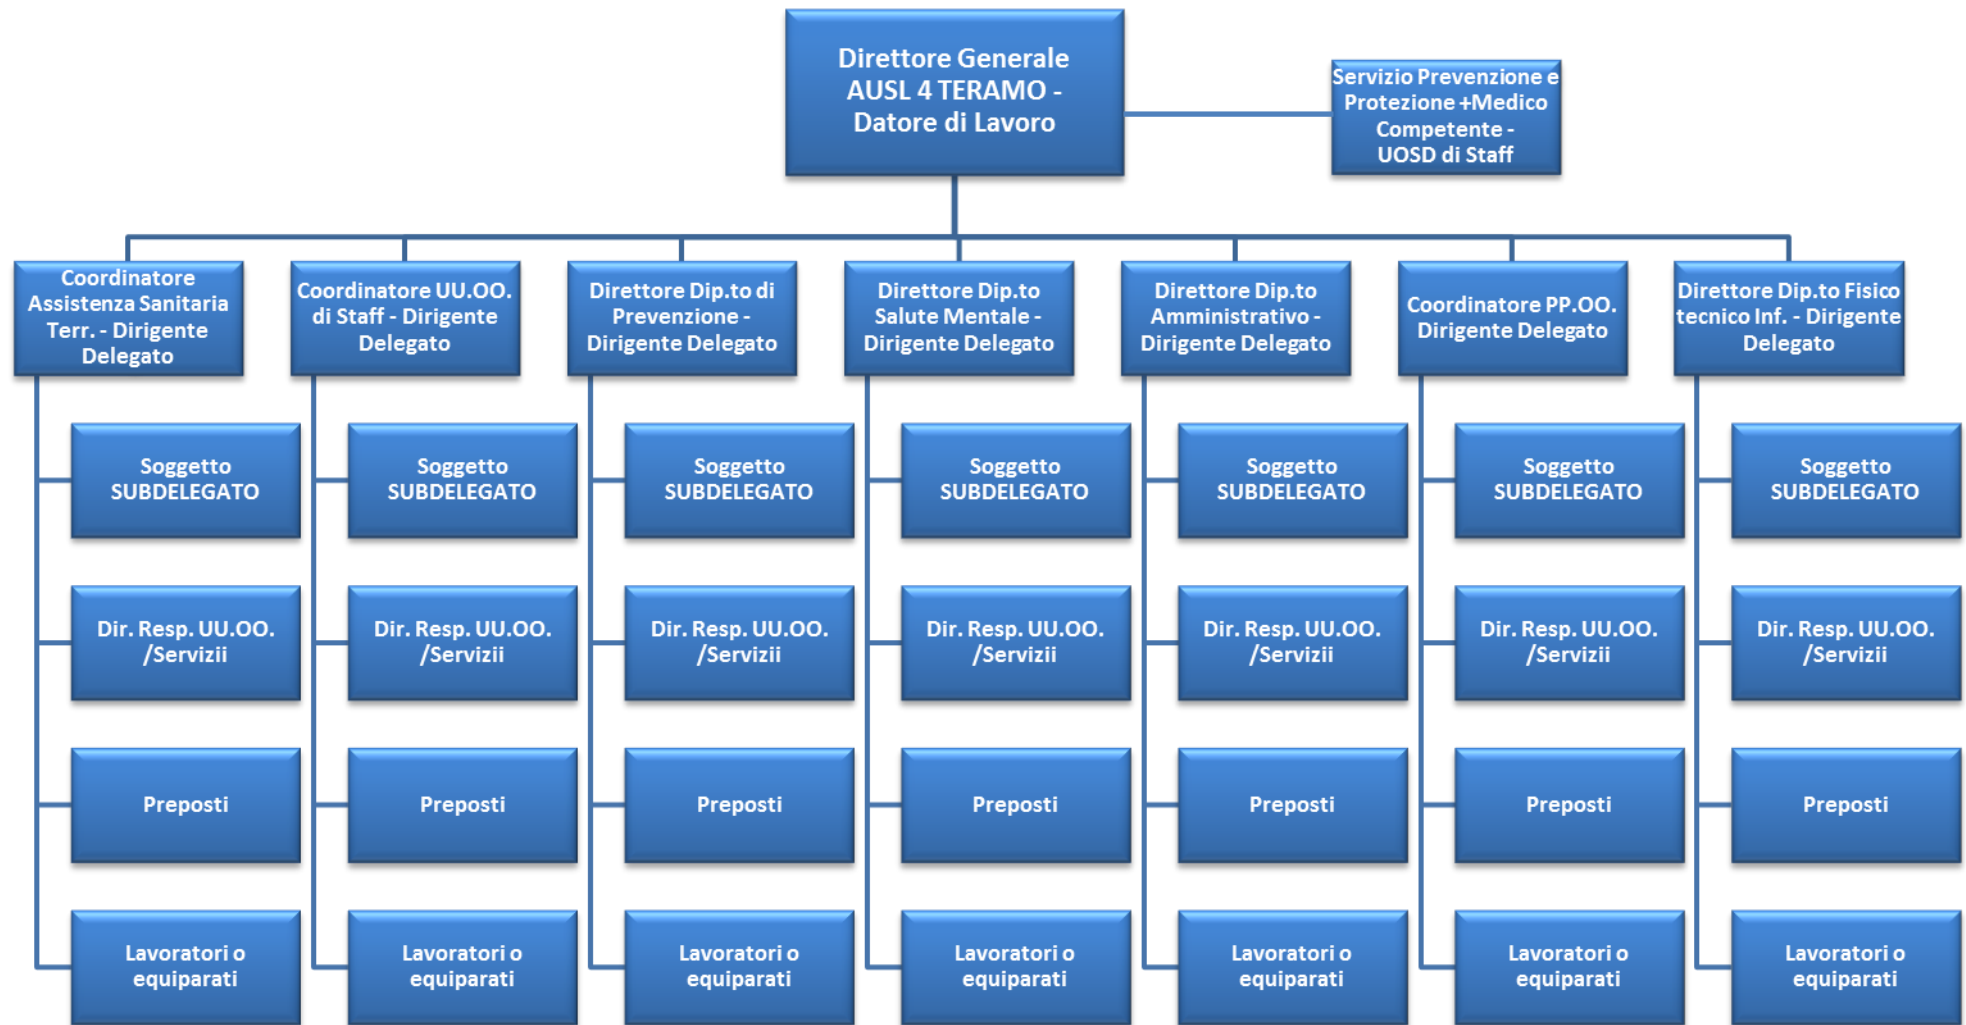 Direttore Generale
AUSL 4 TERAMO -
Datore di Lavoro
Servizio Prevenzione e
Protezione +Medico
Competente -
UOSD di Staff
Coordinatore
Assistenza Sanitaria
Terr. - Dirigente
Delegato
Coordinatore UU.OO.
di Staff - Dirigente
Delegato
Direttore Dip.to di
Prevenzione -
Dirigente Delegato
Direttore Dip.to
Salute Mentale -
Dirigente Delegato
Direttore Dip.to
Amministrativo -
Dirigente Delegato
Coordinatore PP.OO.
Dirigente Delegato
Direttore Dip.to Fisico
tecnico Inf. - Dirigente
Delegato
Soggetto
SUBDELEGATO
Soggetto
SUBDELEGATO
Soggetto
SUBDELEGATO
Soggetto
SUBDELEGATO
Soggetto
SUBDELEGATO
Soggetto
SUBDELEGATO
Soggetto
SUBDELEGATO
Dir. Resp. UU.OO.
/Servizii
Dir. Resp. UU.OO.
/Servizii
Dir. Resp. UU.OO.
/Servizii
Dir. Resp. UU.OO.
/Servizii
Dir. Resp. UU.OO.
/Servizii
Dir. Resp. UU.OO.
/Servizii
Dir. Resp. UU.OO.
/Servizii
Preposti
Preposti
Preposti
Preposti
Preposti
Preposti
Preposti
Lavoratori o
equiparati
Lavoratori o
equiparati
Lavoratori o
equiparati
Lavoratori o
equiparati
Lavoratori o
equiparati
Lavoratori o
equiparati
Lavoratori o
equiparati